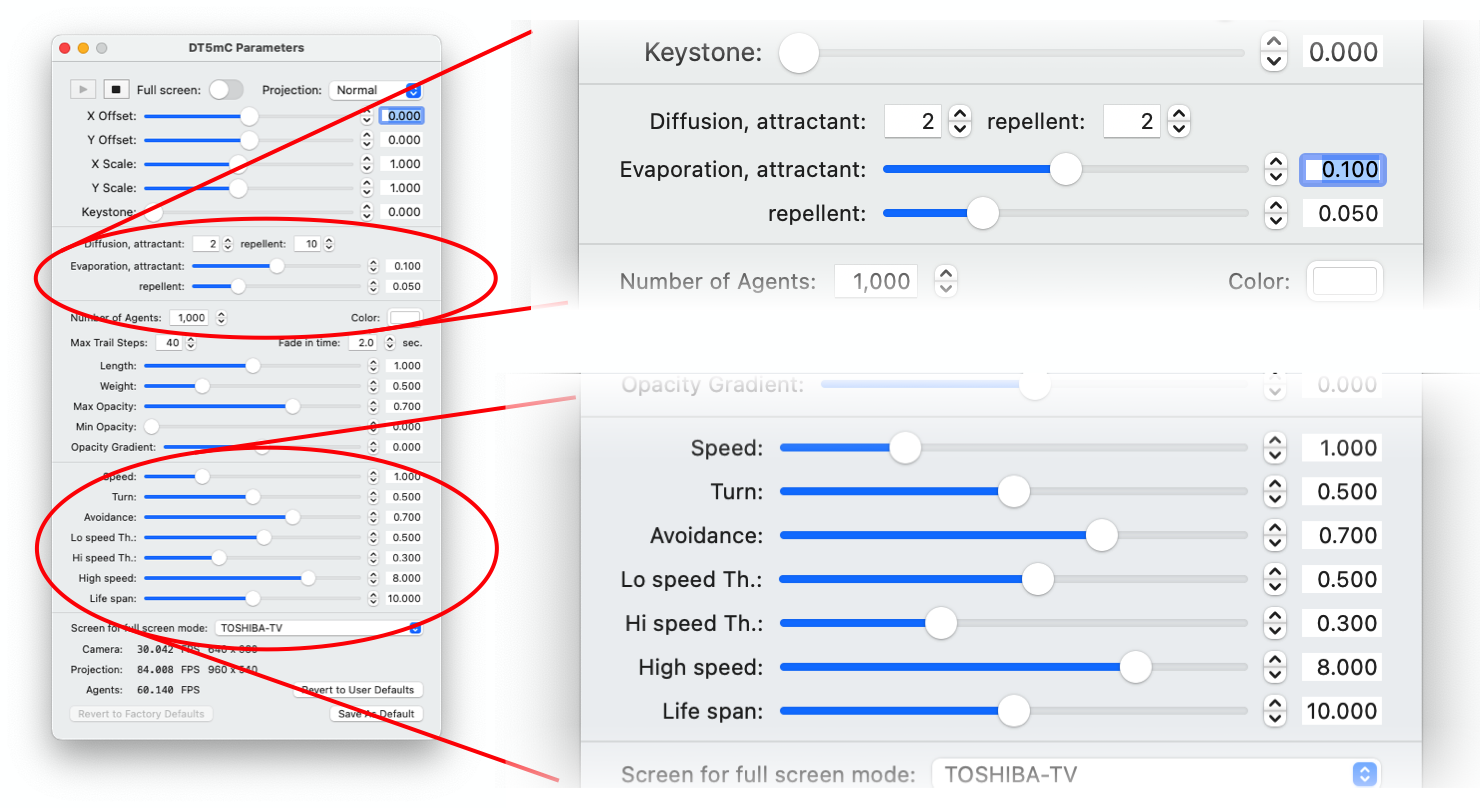 DT5mC Parameters
Full screen: Projection: Normal
X Offset: 0.000
Y Offset: 0.000
X Scale: 1.000
Y Scale: 1.000
Keystone: 0.000
Diffusion, attractant: 2 repellent: 10
Evaporation, attractant: 0.100
repellent: 0.050
Number of Agents: 1,000 Color:
Max Trail Steps: 40 Fade in time: 2.0 sec.
Length: 1.000
Weight: 0.500
Max Opacity: 0.700
Min Opacity: 0.000
Opacity Gradient: 0.000
Speed: 1.000
Turn: 0.500
Avoidance: 0.700
Lo speed Th.: 0.500
Hi speed Th.: 0.300
High speed: 8.000
Life span: 10.000
Screen for full screen mode: TOSHIBA-TV
Camera: 30.042 FPS 640 x
Projection: 84.008 FPS 960 x 540
Agents: 60.140 FPS Revert to User Defaults
Revert to Factory Defaults Save As Default
Keystone: 0.000
Diffusion, attractant: 2 repellent: 2
Evaporation, attractant: 0.100
repellent: 0.050
Number of Agents: 1,000 Color:
Opacity Gradient: 0.000
Speed: 1.000
Turn: 0.500
Avoidance: 0.700
Lo speed Th.: 0.500
Hi speed Th.: 0.300
High speed: 8.000
Life span: 10.000
Screen for full screen mode: TOSHIBA-TV